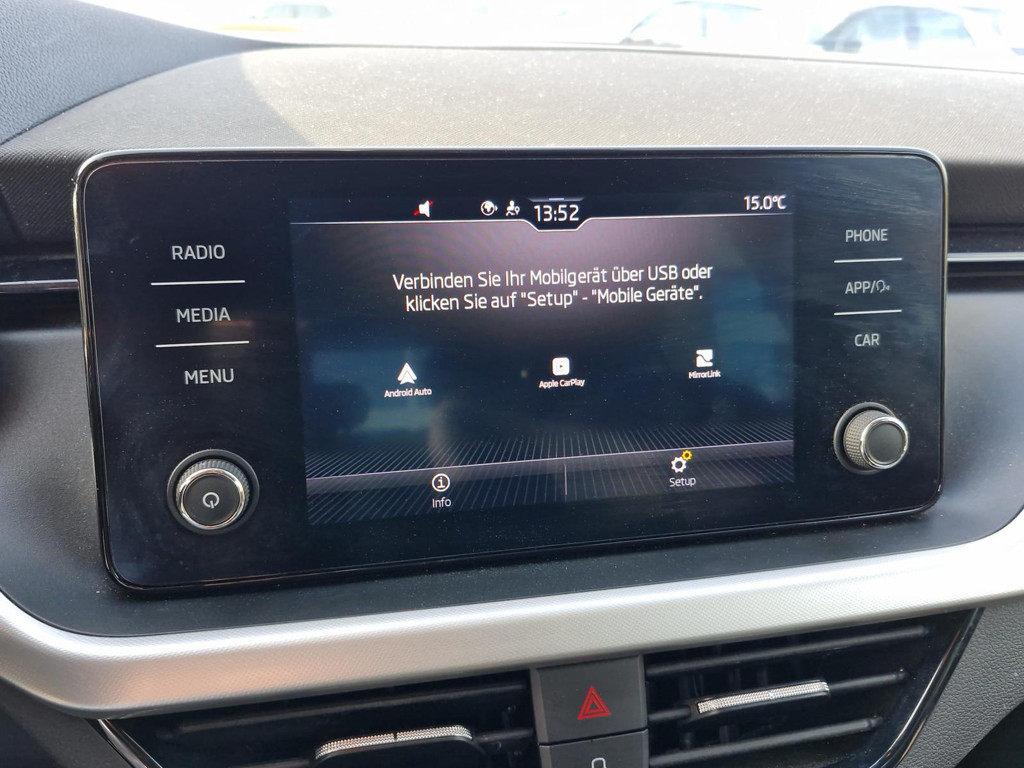 13:52
15.0°C
RADIO
MEDIA
MENU
Verbinden Sie Ihr Mobilgerät über USB oder
klicken Sie auf "Setup" - "Mobile Geräte".
Android Auto
Apple CarPlay
MirrorLink
Info
Setup
PHONE
APP/
CAR